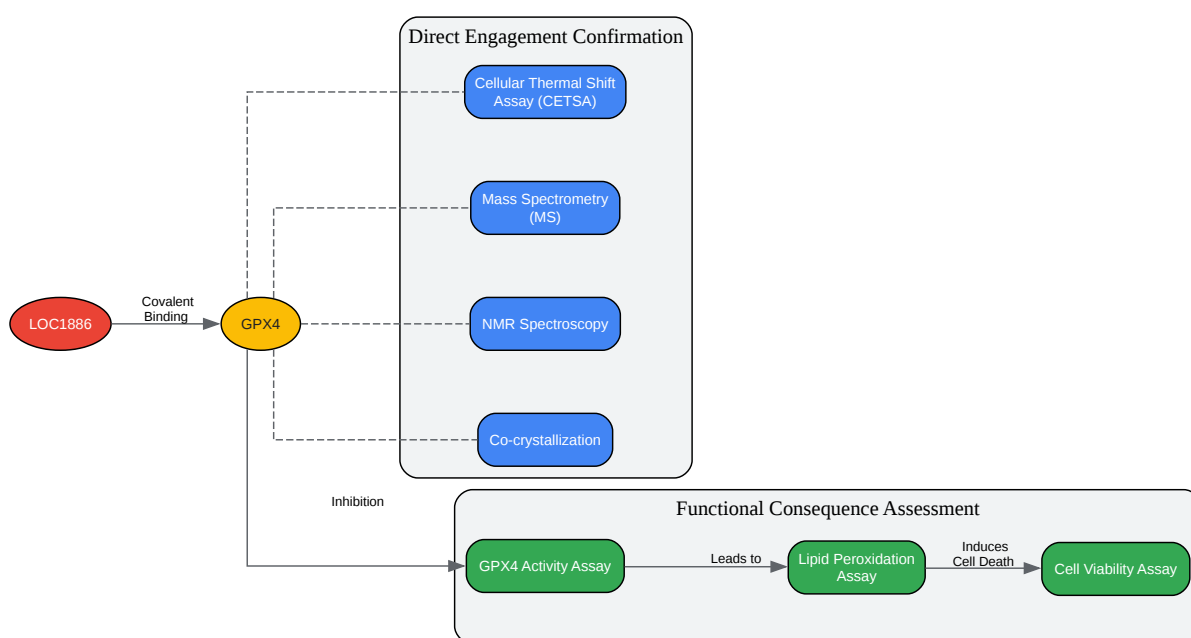 Direct Engagement Confirmation
Cellular Thermal Shift
Assay (CETSA)
Mass Spectrometry
(MS)
LOC1886
Covalent
Binding
GPX4
NMR Spectroscopy
Co-crystallization
Inhibition
Functional Consequence Assessment
GPX4 Activity Assay
Leads to
Lipid Peroxidation
Assay
Induces
Cell Death
Cell Viability Assay